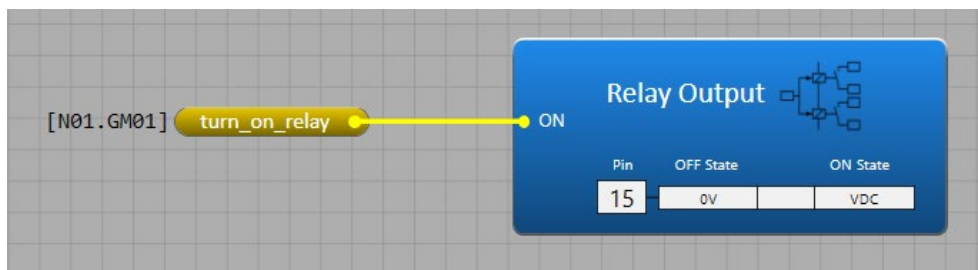 Relay Output
[N01.GM01] turn_on_relay ON
Pin OFF State ON State
15 0V VDC